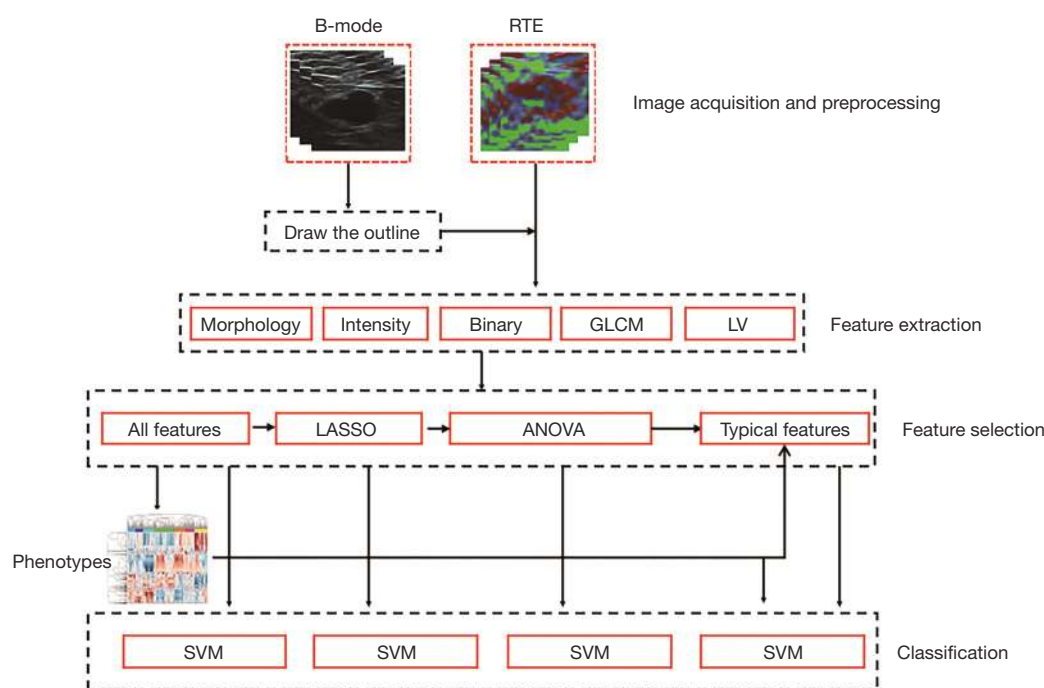 B-mode
RTE
Image acquisition and preprocessing
Draw the outline
Morphology
Intensity
Binary
GLCM
LV
Feature extraction
All features
LASSO
ANOVA
Typical features
Feature selection
Phenotypes
SVM
SVM
SVM
SVM
Classification